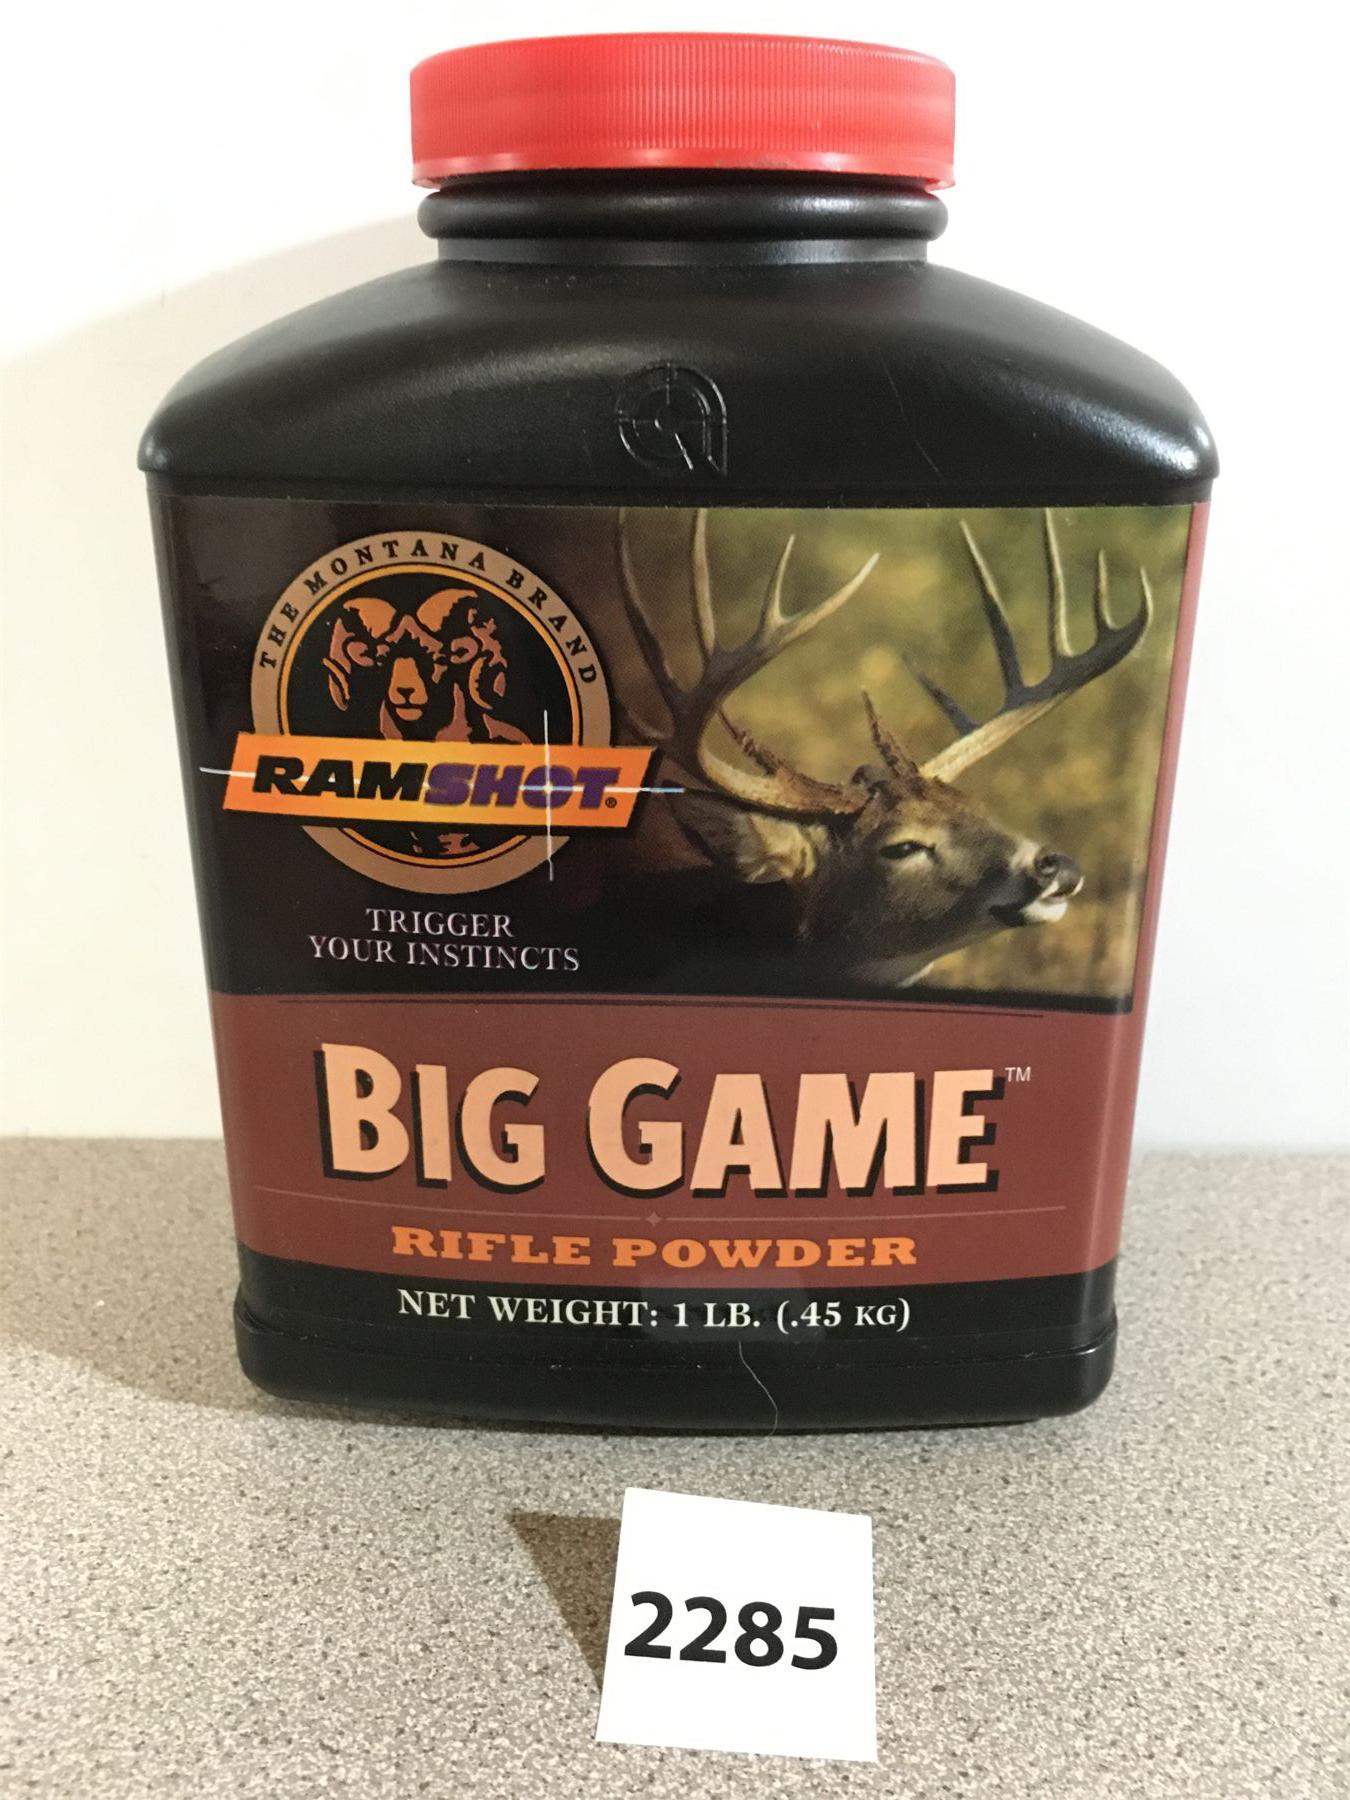 THE MONTANA BRAND
RAMSHOT®
TRIGGER
YOUR INSTINCTS
BIG GAME™
RIFLE POWDER
NET WEIGHT: 1 LB. (.45 KG)
2285